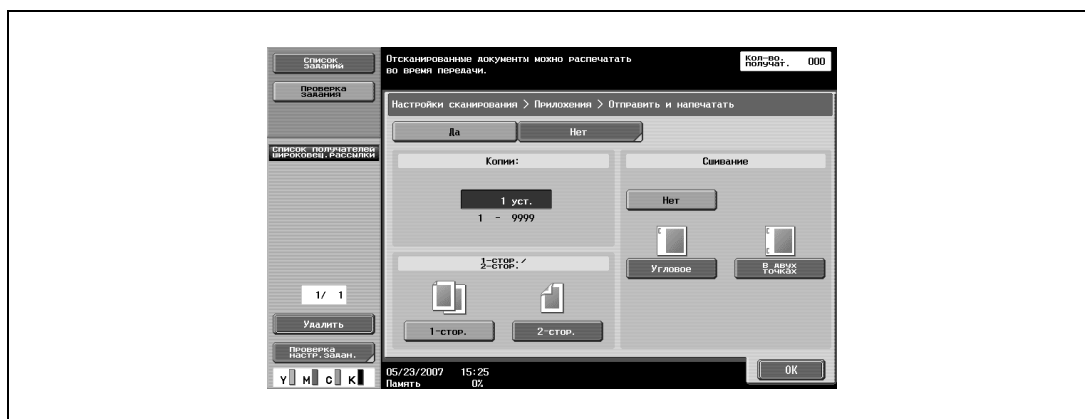 Список
заданий
Проверка
задания
Список получателей
широковещ.рассылки
1/ 1
Удалить
Проверка
настр.задан.
Y M C K
Отсканированные документы можно распечатать
во время передачи.
Кол-во.
получат. 000
Настройки сканирования > Приложения > Отправить и напечатать
Да Нет
Копии:
1 уст.
1 - 9999
1-стор./
2-стор.
1-стор. 2-стор.
Сшивание
Нет
Угловое
В двух
точках
05/23/2007 15:25
Память 0%
OK